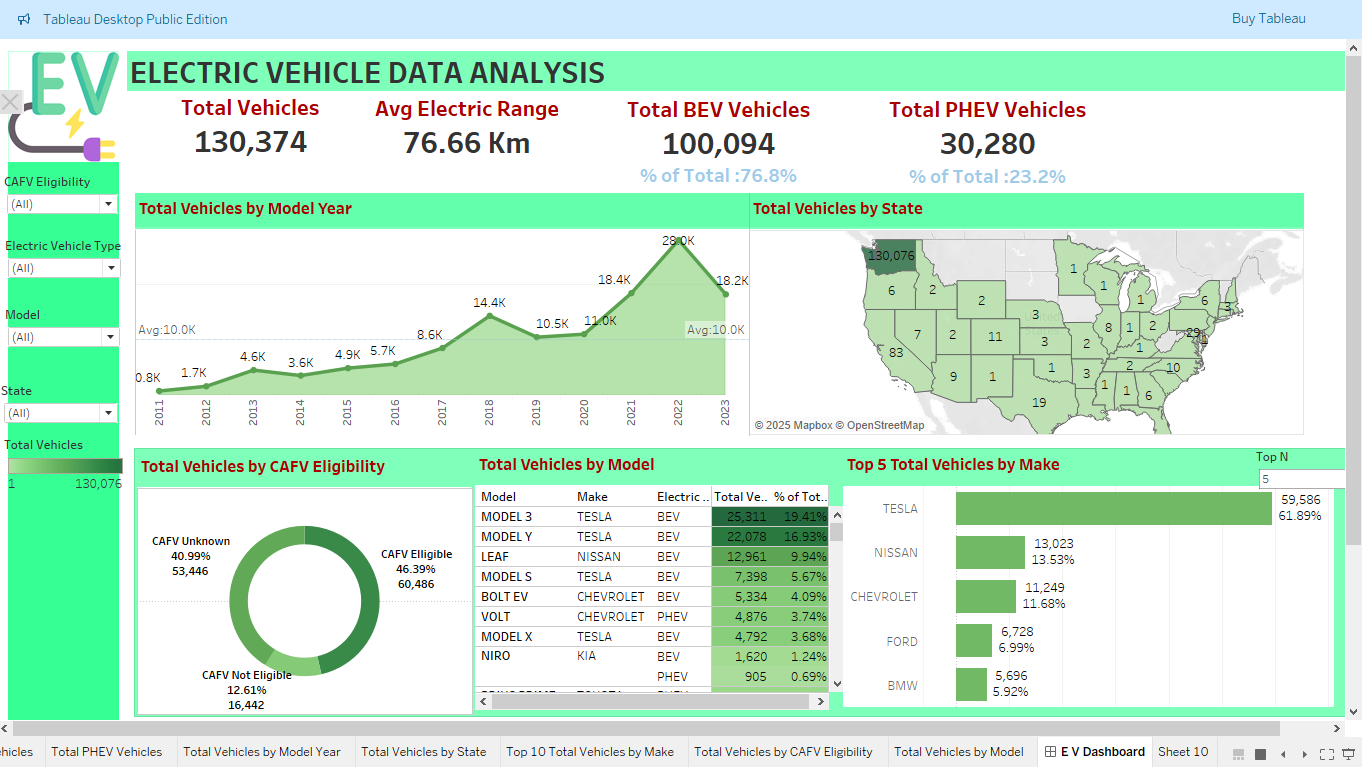 Tableau Desktop Public Edition
Buy Tableau
EV
ELECTRIC VEHICLE DATA ANALYSIS
Total Vehicles
130,374
Avg Electric Range
76.66 Km
Total BEV Vehicles
100,094
% of Total :76.8%
Total PHEV Vehicles
30,280
% of Total :23.2%
CAFV Eligibility
(All)
Electric Vehicle Type
(All)
Model
(All)
State
(All)
Total Vehicles
1
130,076
Total Vehicles by Model Year
28.0K
18.4K
18.2K
14.4K
10.5K
11.0K
Avg:10.0K
Avg:10.0K
8.6K
4.6K
3.6K
4.9K
5.7K
0.8K
1.7K
2011
2012
2013
2014
2015
2016
2017
2018
2019
2020
2021
2022
2023
Total Vehicles by State
130,076
1
6
2
2
1
1
6
3
3
83
7
2
11
3
2
8
1
2
29
1
1
9
1
1
3
2
10
19
1
1
6
© 2025 Mapbox © OpenStreetMap
Total Vehicles by CAFV Eligibility
CAFV Unknown
40.99%
53,446
CAFV Elligible
46.39%
60,486
CAFV Not Eligible
12.61%
16,442
Total Vehicles by Model
Model Make Electric .. Total Ve.. % of Tot..
MODEL 3 TESLA BEV 25,311 19.41%
MODEL Y TESLA BEV 22,078 16.93%
LEAF NISSAN BEV 12,961 9.94%
MODEL S TESLA BEV 7,398 5.67%
BOLT EV CHEVROLET BEV 5,334 4.09%
VOLT CHEVROLET PHEV 4,876 3.74%
MODEL X TESLA BEV 4,792 3.68%
NIRO KIA BEV 1,620 1.24%
PHEV 905 0.69%
Top 5 Total Vehicles by Make
Top N
5
TESLA
59,586
61.89%
NISSAN
13,023
13.53%
CHEVROLET
11,249
11.68%
FORD
6,728
6.99%
BMW
5,696
5.92%
Total PHEV Vehicles
Total Vehicles by Model Year
Total Vehicles by State
Top 10 Total Vehicles by Make
Total Vehicles by CAFV Eligibility
Total Vehicles by Model
E V Dashboard
Sheet 10